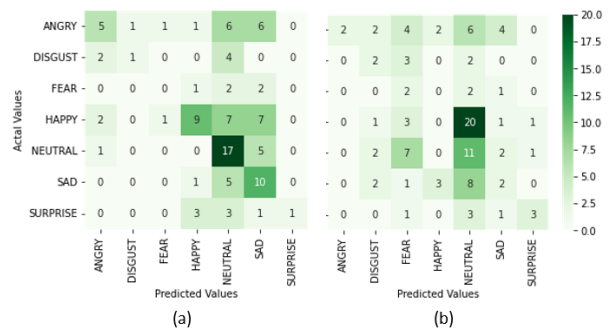 Actal Values
ANGRY 5 1 1 1 6 6 0 2 2 4 2 6 4 0
DISGUST 2 1 0 0 4 0 0 0 2 3 0 2 0 0
FEAR 0 0 0 1 2 2 0 0 0 2 0 2 1 0
HAPPY 2 0 1 9 7 7 0 0 1 3 0 20 1 1
NEUTRAL 1 0 0 0 17 5 0 0 2 7 0 11 2 1
SAD 0 0 0 1 5 10 0 0 2 1 3 8 2 0
SURPRISE 0 0 0 3 3 1 1 0 0 1 0 3 1 3
20.0
17.5
15.0
12.5
10.0
7.5
5.0
2.5
0.0
ANGRY DISGUST FEAR HAPPY NEUTRAL SAD SURPRISE ANGRY DISGUST FEAR HAPPY NEUTRAL SAD SURPRISE
Predicted Values Predicted Values
(a) (b)